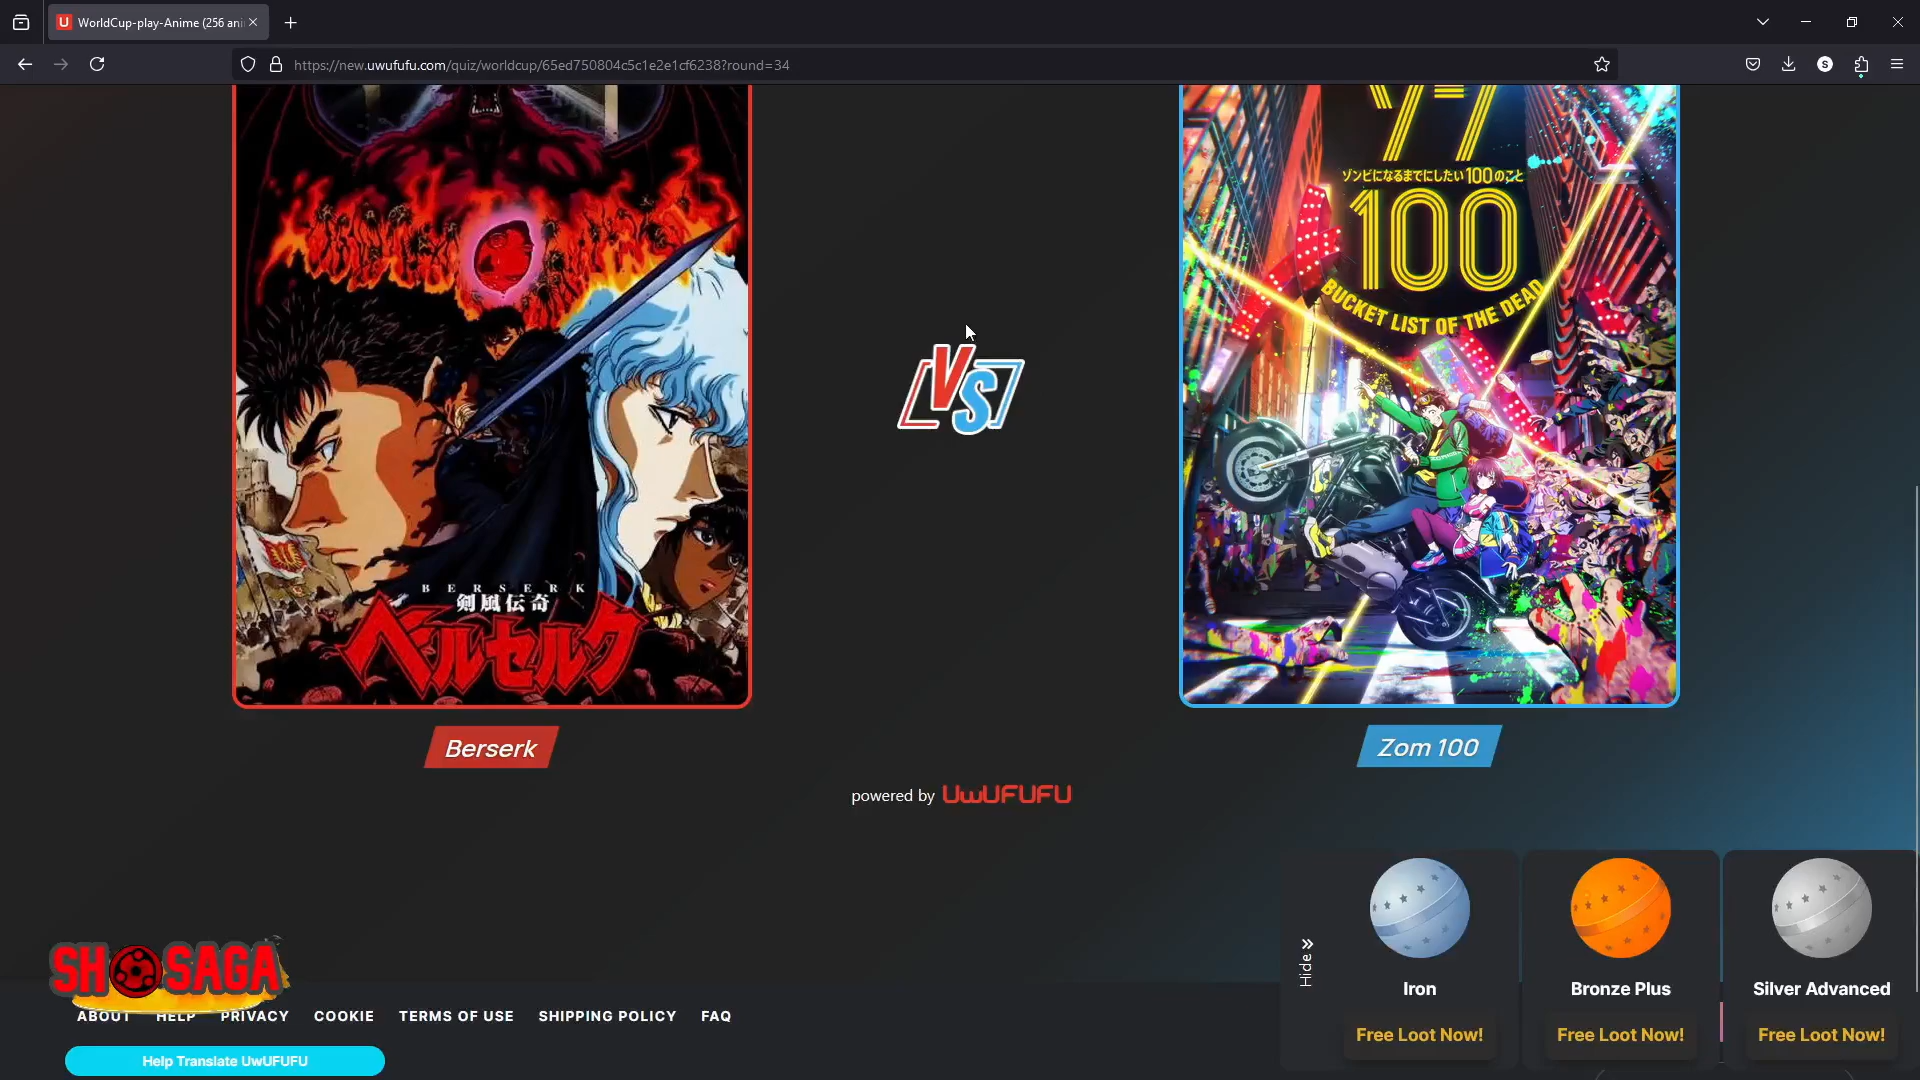 WorldCup-play-Anime (256 ani
https://new.uwufufu.com/quiz/worldcup/65ed750804c5c1e2e1cf6238?round=34
S
BERSERK
剣風伝奇
ベルセルク
ゾンビになるまでにしたい100のこと
100
BUCKET LIST OF THE DEAD
VS
Berserk
Zom 100
powered by UwUFUFU
SHOSAGA
Hide
Iron
Bronze Plus
Silver Advanced
Free Loot Now!
Free Loot Now!
Free Loot Now!
ABOUT HELP PRIVACY COOKIE TERMS OF USE SHIPPING POLICY FAQ
Help Translate UwUFUFU